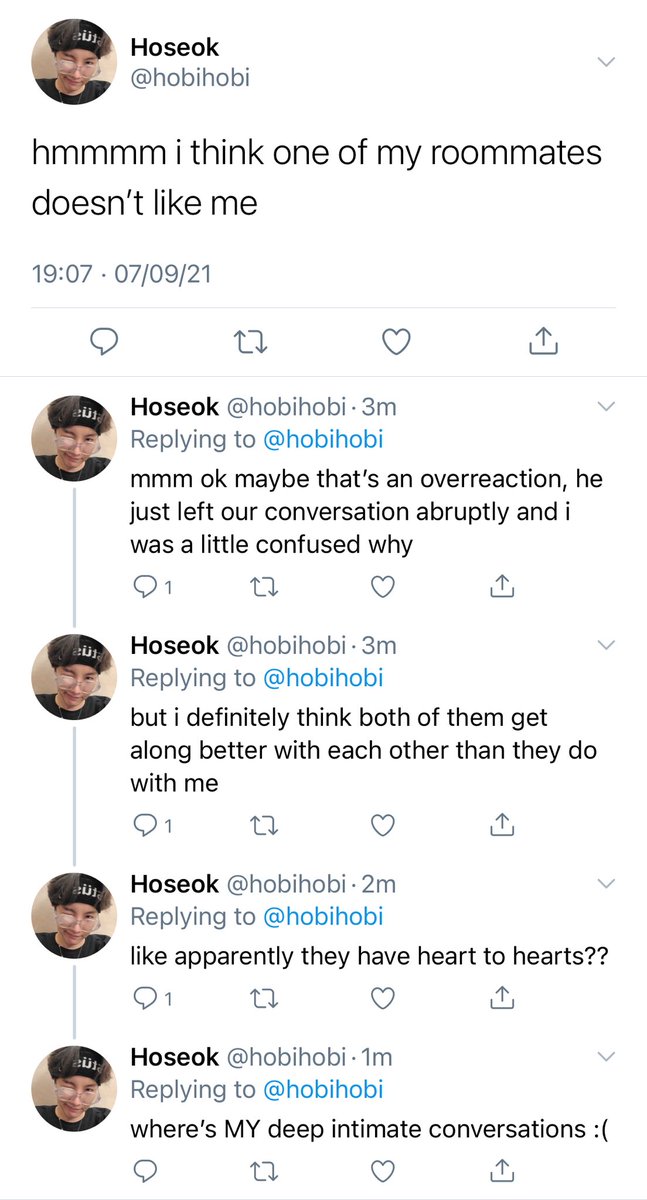 Hoseok
@hobihobi
hmmmm i think one of my roommates
doesn’t like me
19:07 · 07/09/21
Hoseok @hobihobi · 3m
Replying to @hobihobi
mmm ok maybe that’s an overreaction, he
just left our conversation abruptly and i
was a little confused why
1
Hoseok @hobihobi · 3m
Replying to @hobihobi
but i definitely think both of them get
along better with each other than they do
with me
1
Hoseok @hobihobi · 2m
Replying to @hobihobi
like apparently they have heart to hearts??
1
Hoseok @hobihobi · 1m
Replying to @hobihobi
where’s MY deep intimate conversations :(